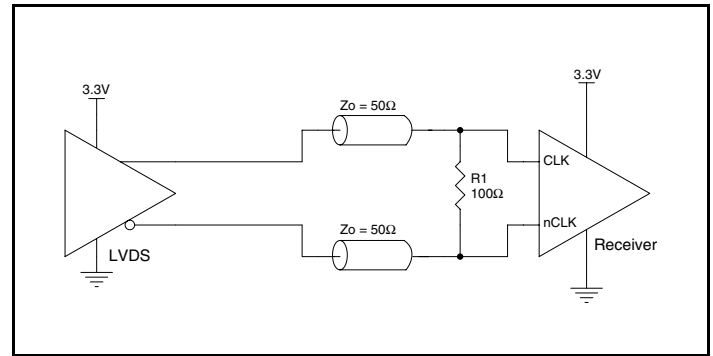 3.3V
3.3V
Zo = 50Ω
CLK
R1
100Ω
nCLK
Zo = 50Ω
LVDS
Receiver